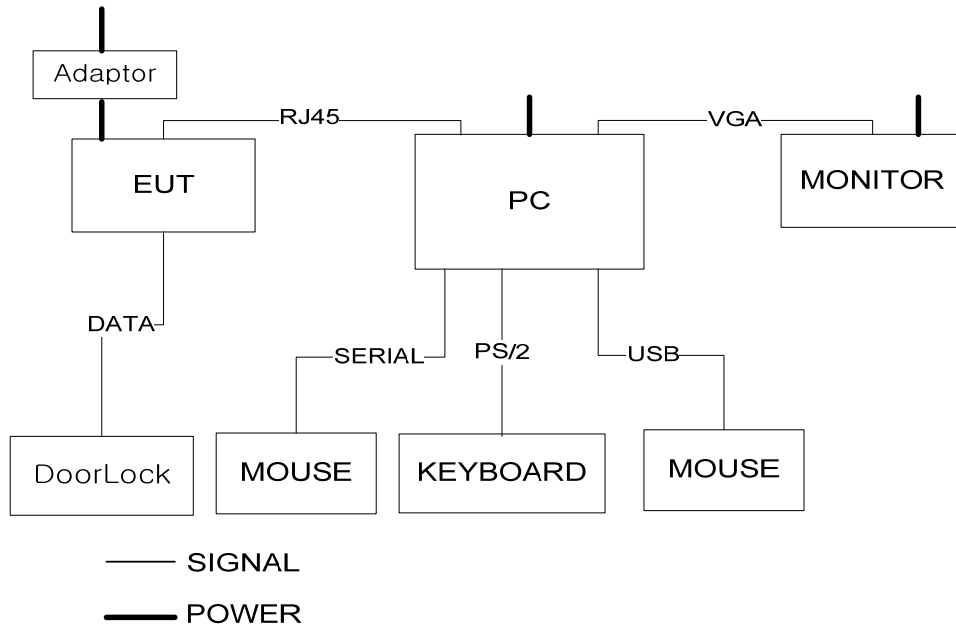 Adaptor
RJ45
VGA
EUT
PC
MONITOR
DATA
SERIAL
PS/2
USB
DoorLock
MOUSE
KEYBOARD
MOUSE
SIGNAL
POWER